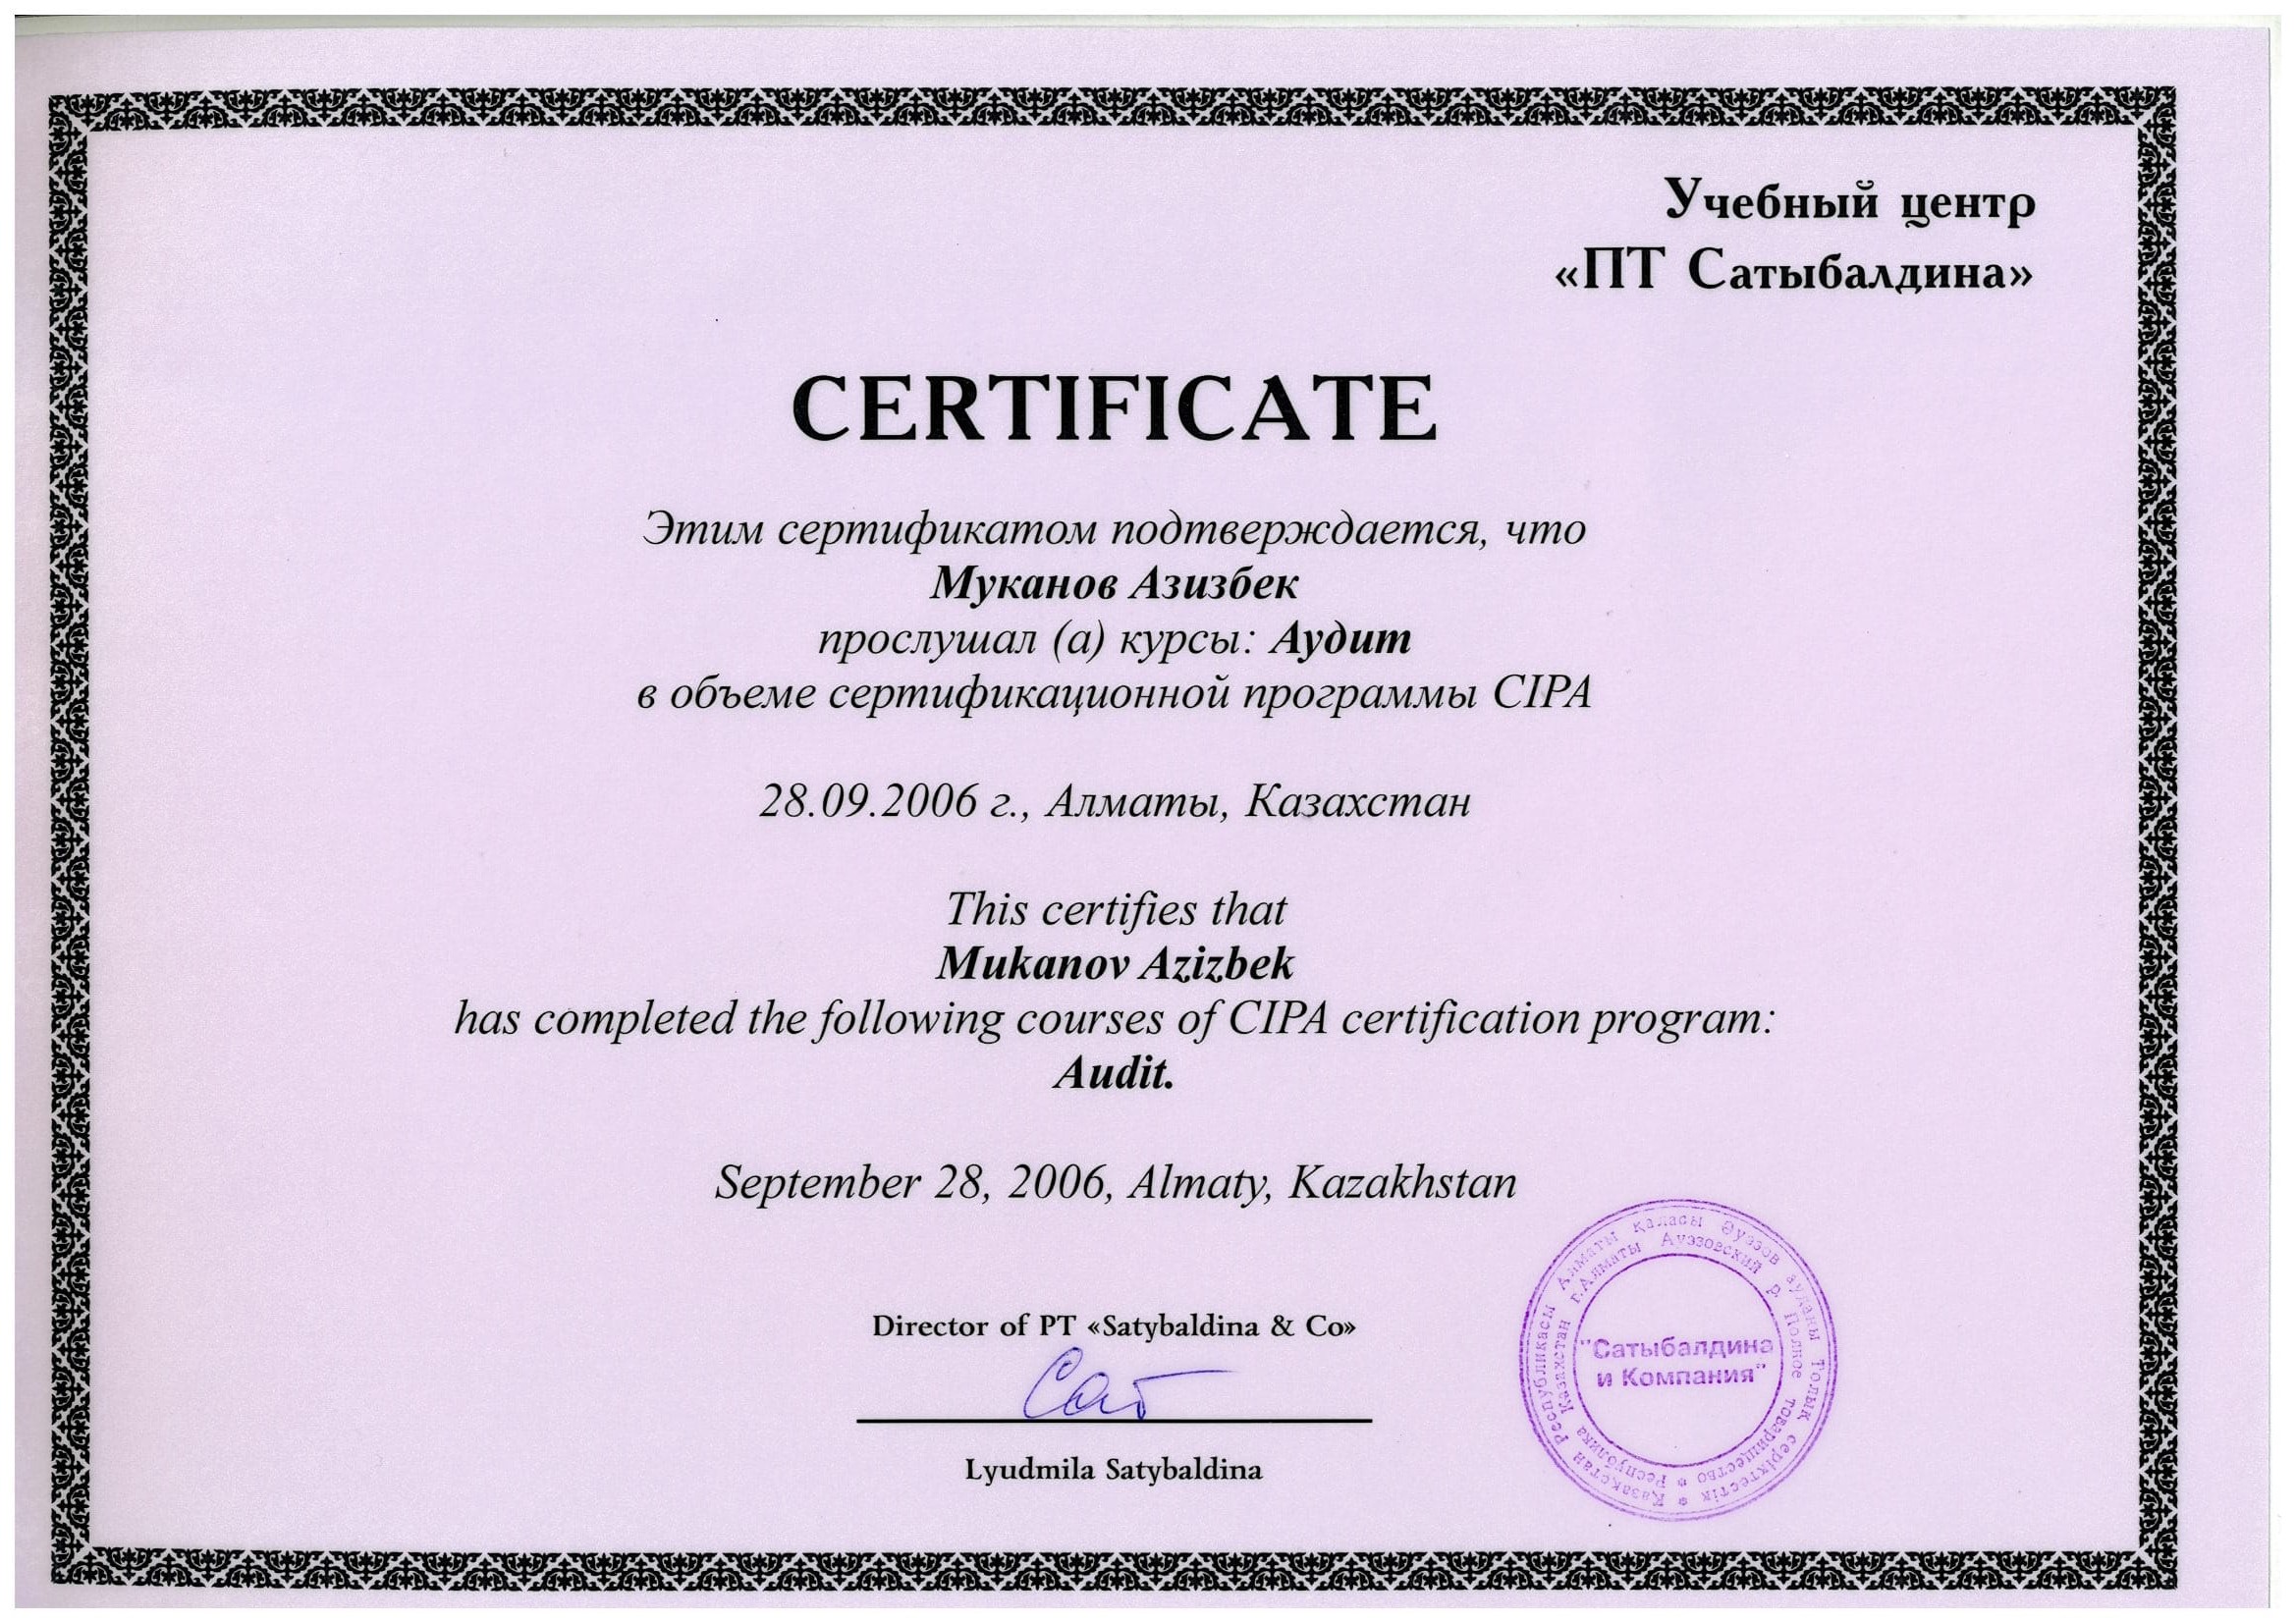 Учебный центр
«ПТ Сатыбалдина»
CERTIFICATE
Этим сертификатом подтверждается, что
Муканов Азизбек
прослушал (а) курсы: Аудит
в объеме сертификационной программы CIPA
28.09.2006 г., Алматы, Казахстан
This certifies that
Mukanov Azizbek
has completed the following courses of CIPA certification program:
Audit.
September 28, 2006, Almaty, Kazakhstan
Director of PT «Satybaldina & Co»
Сат
Lyudmila Satybaldina
Қазақстан Республикасы Алматы қаласы Әуэзов ауданы Толық серіктестік
Республика Казахстан г.Алматы Ауэзовский р. Полное товарищество
"Сатыбалдина
и Компания"